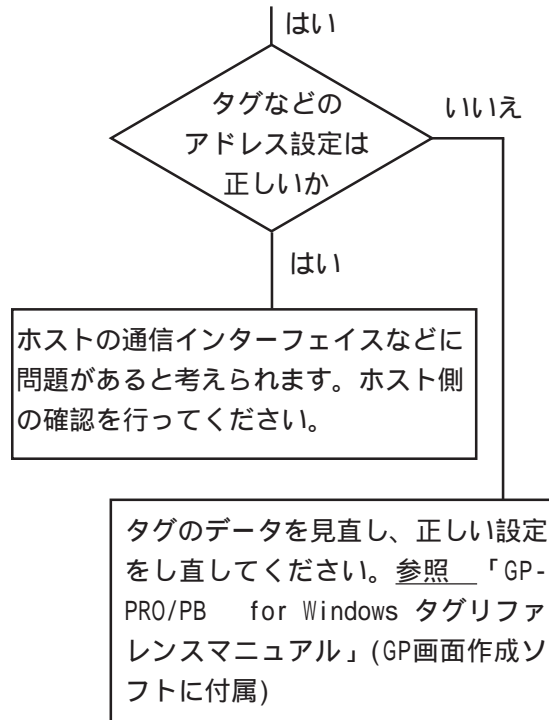 はい
タグなどの
アドレス設定は
正しいか
いいえ
はい
ホストの通信インターフェイスなどに
問題があると考えられます。ホスト側
の確認を行ってください。
タグのデータを見直し、正しい設定
をし直してください。参照　「GP-
PRO/PB　for Windows タグリファ
レンスマニュアル」(GP画面作成ソ
フトに付属)